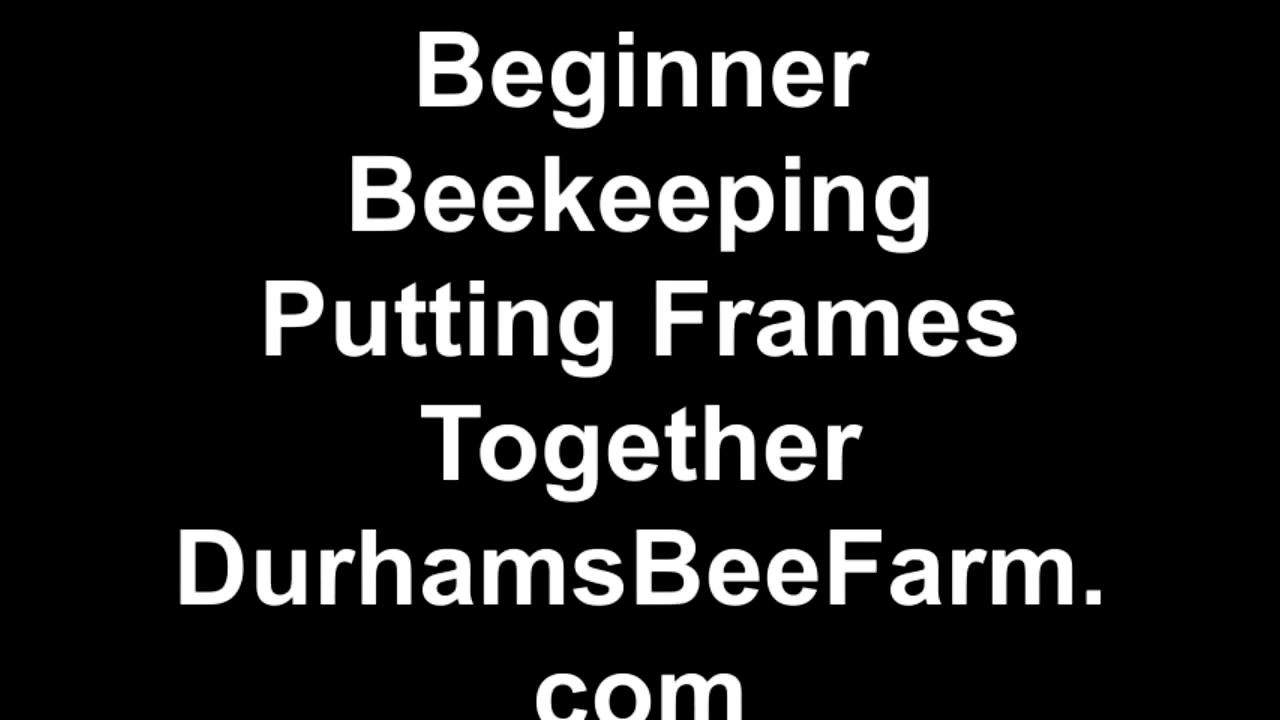 Beginner
Beekeeping
Putting Frames
Together
DurhamsBeeFarm.
com